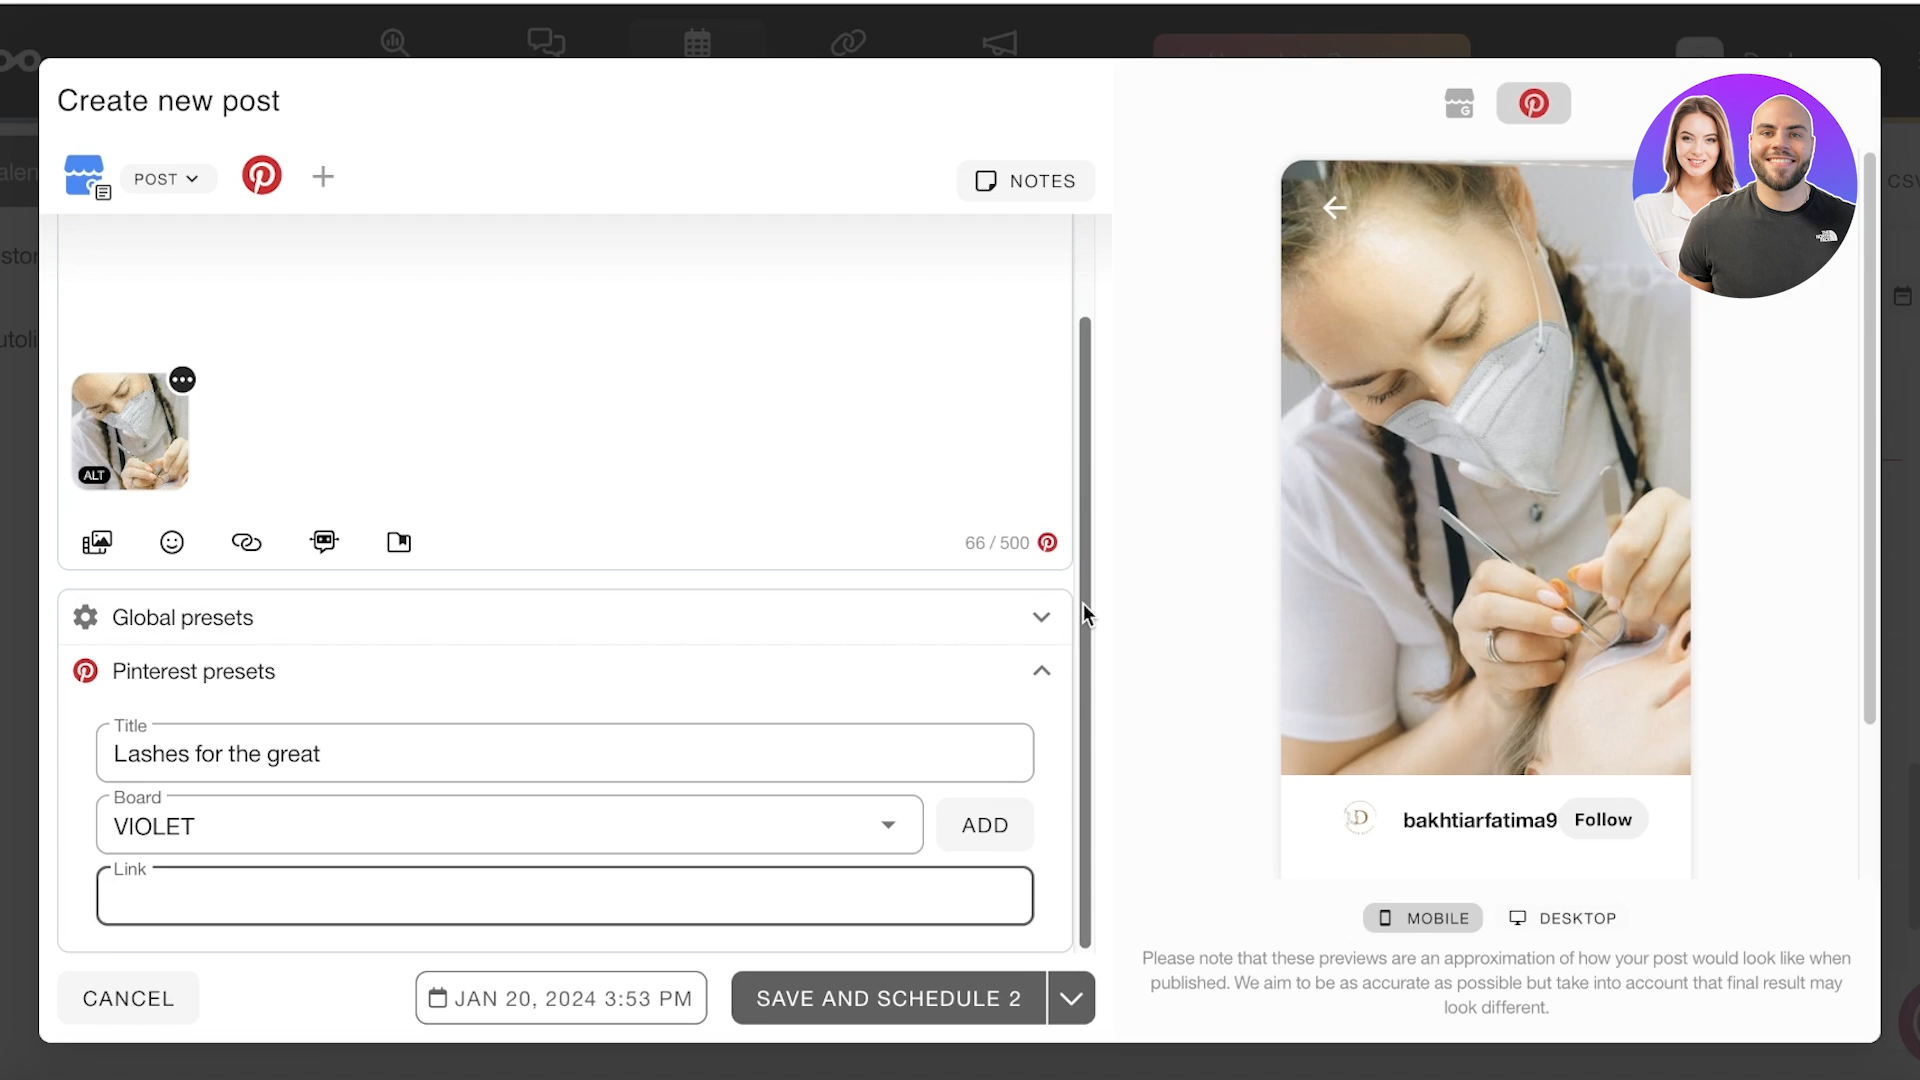 Create new post
POST
NOTES
ALT
66 / 500
Global presets
Pinterest presets
Title
Lashes for the great
Board
VIOLET
ADD
Link
CANCEL
JAN 20, 2024 3:53 PM
SAVE AND SCHEDULE 2
bakhtiarfatima9
Follow
MOBILE
DESKTOP
Please note that these previews are an approximation of how your post would look like when
published. We aim to be as accurate as possible but take into account that final result may
look different.